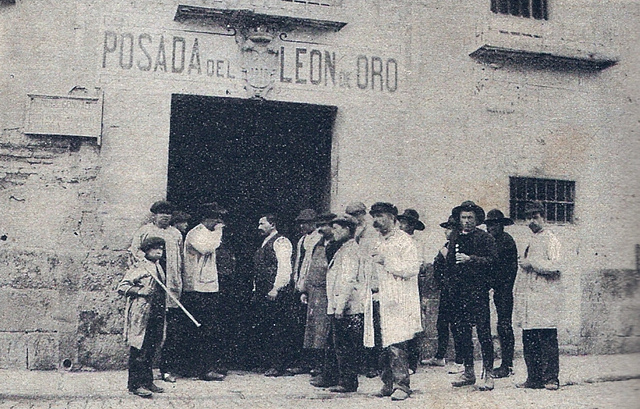 POSADA DEL LEON DE ORO